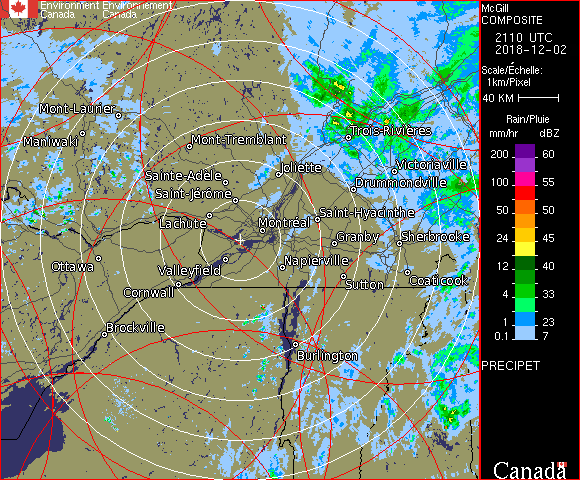 Environment Environnement
Canada Canada
McGill
COMPOSITE
2110 UTC
2018-12-02
Scale/Échelle:
1km/Pixel
40 KM
Rain/Pluie
mm/hr dBZ
200 60
100 55
50 50
24 45
12 40
4 33
1 23
0.1 7
PRECIPET
Canada
Mont-Laurier
Maniwaki
Mont-Tremblant
Trois-Rivières
Joliette
Victoriaville
Sainte-Adèle
Drummondville
Saint-Jérôme
Saint-Hyacinthe
Lachute
Montréal
Granby
Sherbrooke
Ottawa
Valleyfield
Napierville
Cornwall
Sutton
Coaticook
Brockville
Burlington